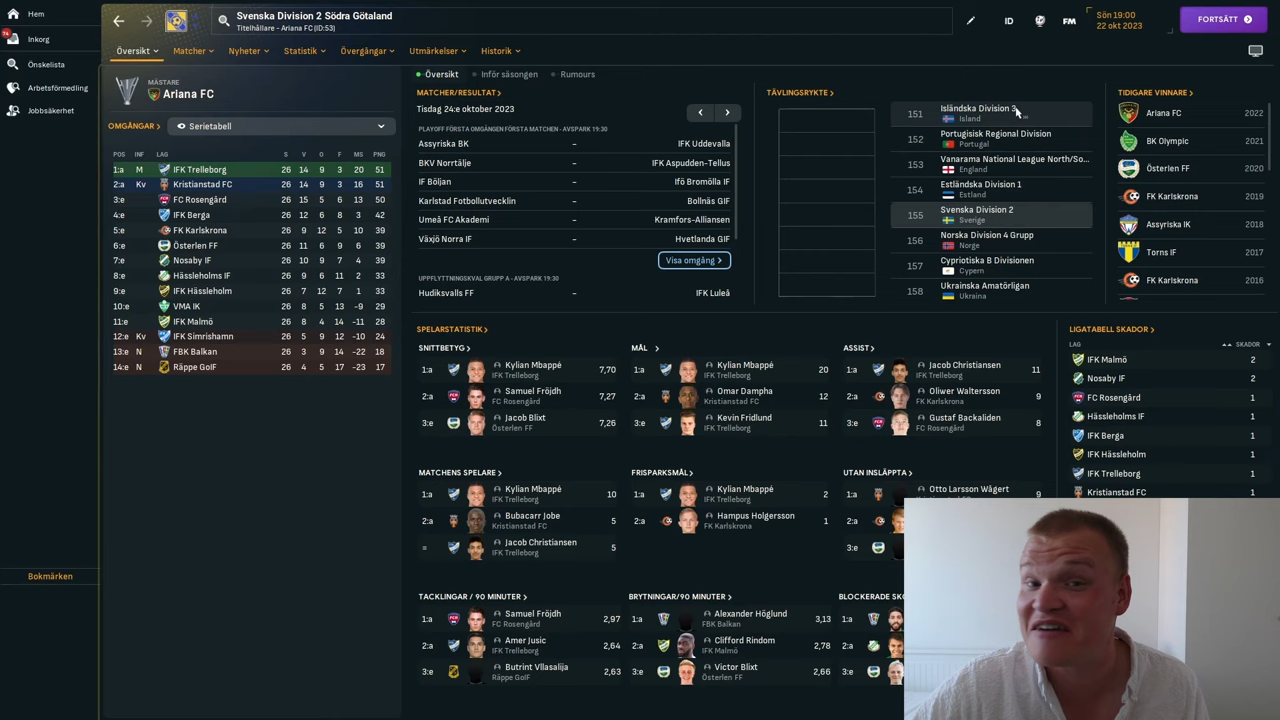 Hem
74
Inkorg
Önskelista
Arbetsförmedling
Jobbsäkerhet
Bokmärken
Svenska Division 2 Södra Götaland
Titelhållare - Ariana FC (ID:53)
ID
FM
Sön 19:00
22 okt 2023
FORTSÄTT
Översikt
Matcher
Nyheter
Statistik
Övergångar
Utmärkelser
Historik
MÄSTARE
Ariana FC
OMGÅNGAR
Serietabell
POS INF LAG S V O F MS PNG
1:a M IFK Trelleborg 26 14 9 3 20 51
2:a Kv Kristianstad FC 26 14 9 3 16 51
3:e FC Rosengård 26 15 5 6 13 50
4:e IFK Berga 26 12 6 8 3 42
5:e FK Karlskrona 26 9 12 5 10 39
6:e Österlen FF 26 11 6 9 6 39
7:e Nosaby IF 26 10 9 7 4 39
8:e Hässleholms IF 26 9 6 11 2 33
9:e IFK Hässleholm 26 7 12 7 1 33
10:e VMA IK 26 8 5 13 -9 29
11:e IFK Malmö 26 8 4 14 -11 28
12:e Kv IFK Simrishamn 26 5 9 12 -10 24
13:e N FBK Balkan 26 3 9 14 -22 18
14:e N Räppe GoIF 26 4 5 17 -23 17
Översikt
Inför säsongen
Rumours
MATCHER/RESULTAT
Tisdag 24:e oktober 2023
PLAYOFF FÖRSTA OMGÅNGEN FÖRSTA MATCHEN - AVSPARK 19:30
Assyriska BK – IFK Uddevalla
BKV Norrtälje – IFK Aspudden-Tellus
IF Böljan – Ifö Bromölla IF
Karlstad Fotbollutvecklin – Bollnäs GIF
Umeå FC Akademi – Kramfors-Alliansen
Växjö Norra IF – Hvetlanda GIF
Visa omgång
UPPFLYTTNINGSKVAL GRUPP A - AVSPARK 19:30
Hudiksvalls FF – IFK Luleå
TÄVLINGSRYKTE
151 Isländska Division 3
Island
152 Portugisisk Regional Division
Portugal
153 Vanarama National League North/So...
England
154 Estländska Division 1
Estland
155 Svenska Division 2
Sverige
156 Norska Division 4 Grupp
Norge
157 Cypriotiska B Divisionen
Cypern
158 Ukrainska Amatörligan
Ukraina
TIDIGARE VINNARE
Ariana FC 2022
BK Olympic 2021
Österlen FF 2020
FK Karlskrona 2019
Assyriska IK 2018
Torns IF 2017
FK Karlskrona 2016
SPELARSTATISTIK
SNITTBETYG
1:a Kylian Mbappé 7,70
IFK Trelleborg
2:a Samuel Fröjdh 7,27
FC Rosengård
3:e Jacob Blixt 7,26
Österlen FF
MÅL
1:a Kylian Mbappé 20
IFK Trelleborg
2:a Omar Dampha 12
Kristianstad FC
3:e Kevin Fridlund 11
IFK Trelleborg
ASSIST
1:a Jacob Christiansen 11
IFK Trelleborg
2:a Oliwer Waltersson 9
FK Karlskrona
3:e Gustaf Backaliden 8
FC Rosengård
MATCHENS SPELARE
1:a Kylian Mbappé 10
IFK Trelleborg
2:a Bubacarr Jobe 5
Kristianstad FC
= Jacob Christiansen 5
IFK Trelleborg
FRISPARKSMÅL
1:a Kylian Mbappé 2
IFK Trelleborg
2:a Hampus Holgersson 1
FK Karlskrona
UTAN INSLÄPPTA
1:a Otto Larsson Wägert 9
2:a
3:e
TACKLINGAR / 90 MINUTER
1:a Samuel Fröjdh 2,97
FC Rosengård
2:a Amer Jusic 2,64
IFK Trelleborg
3:e Butrint Vllasalija 2,63
Räppe GoIF
BRYTNINGAR/90 MINUTER
1:a Alexander Höglund 3,13
FBK Balkan
2:a Clifford Rindom 2,78
IFK Malmö
3:e Victor Blixt 2,66
Österlen FF
BLOCKERADE SKO
1:a
2:a
3:e
LIGATABELL SKADOR
LAG SKADOR
IFK Malmö 2
Nosaby IF 2
FC Rosengård 1
Hässleholms IF 1
IFK Berga 1
IFK Hässleholm 1
IFK Trelleborg 1
Kristianstad FC 1